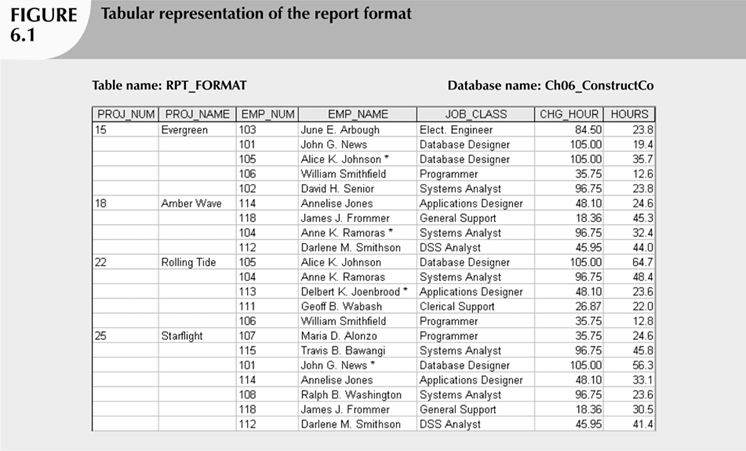 FIGURE 6.1
Tabular representation of the report format
Table name: RPT_FORMAT Database name: Ch06_ConstructCo
PROJ_NUM PROJ_NAME EMP_NUM EMP_NAME JOB_CLASS CHG_HOUR HOURS
15 Evergreen 103 June E. Arbough Elect. Engineer 84.50 23.8
101 John G. News Database Designer 105.00 19.4
105 Alice K. Johnson * Database Designer 105.00 35.7
106 William Smithfield Programmer 35.75 12.6
102 David H. Senior Systems Analyst 96.75 23.8
18 Amber Wave 114 Annelise Jones Applications Designer 48.10 24.6
118 James J. Frommer General Support 18.36 45.3
104 Anne K. Ramoras * Systems Analyst 96.75 32.4
112 Darlene M. Smithson DSS Analyst 45.95 44.0
22 Rolling Tide 105 Alice K. Johnson Database Designer 105.00 64.7
104 Anne K. Ramoras Systems Analyst 96.75 48.4
113 Delbert K. Joenbrood * Applications Designer 48.10 23.6
111 Geoff B. Wabash Clerical Support 26.87 22.0
106 William Smithfield Programmer 35.75 12.8
25 Starflight 107 Maria D. Alonzo Programmer 35.75 24.6
115 Travis B. Bawangi Systems Analyst 96.75 45.8
101 John G. News * Database Designer 105.00 56.3
114 Annelise Jones Applications Designer 48.10 33.1
108 Ralph B. Washington Systems Analyst 96.75 23.6
118 James J. Frommer General Support 18.36 30.5
112 Darlene M. Smithson DSS Analyst 45.95 41.4